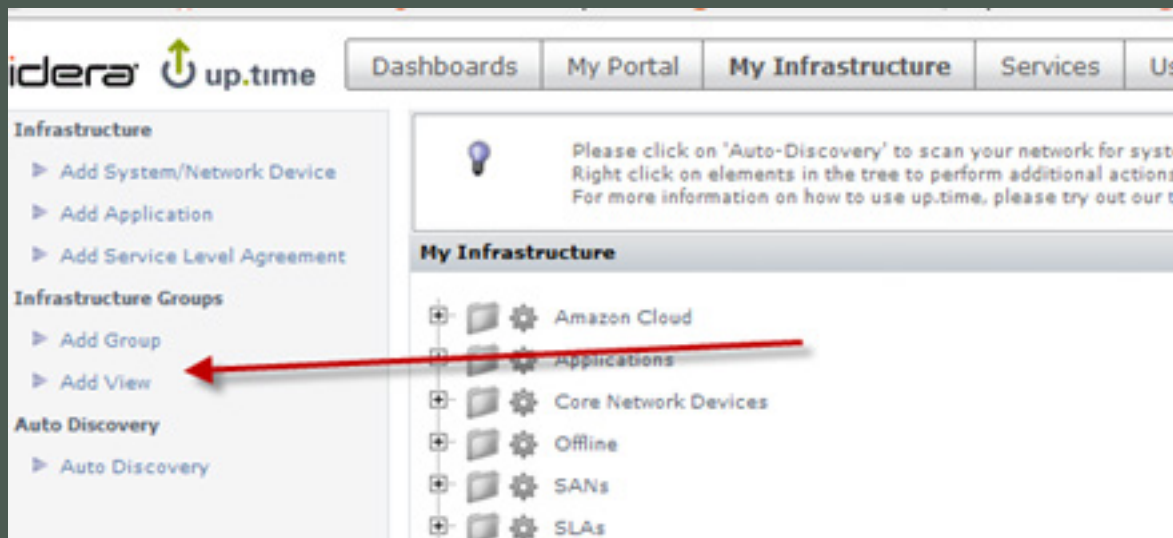 idera up.time
Dashboards
My Portal
My Infrastructure
Services
Infrastructure
Add System/Network Device
Add Application
Add Service Level Agreement
Infrastructure Groups
Add Group
Add View
Auto Discovery
Auto Discovery
Please click on 'Auto-Discovery' to scan your network for
Right click on elements in the tree to perform additional actions
For more information on how to use up.time, please try out our
My Infrastructure
Amazon Cloud
Applications
Core Network Devices
Offline
SANs
SLAs